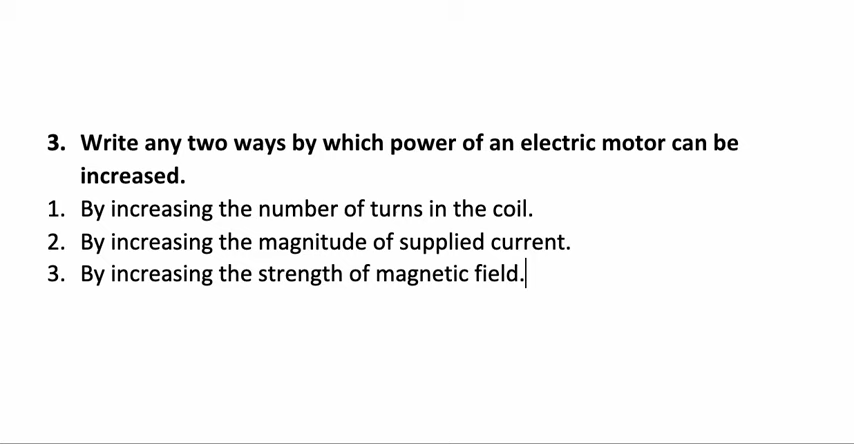 3. Write any two ways by which power of an electric motor can be
increased.
1. By increasing the number of turns in the coil.
2. By increasing the magnitude of supplied current.
3. By increasing the strength of magnetic field.